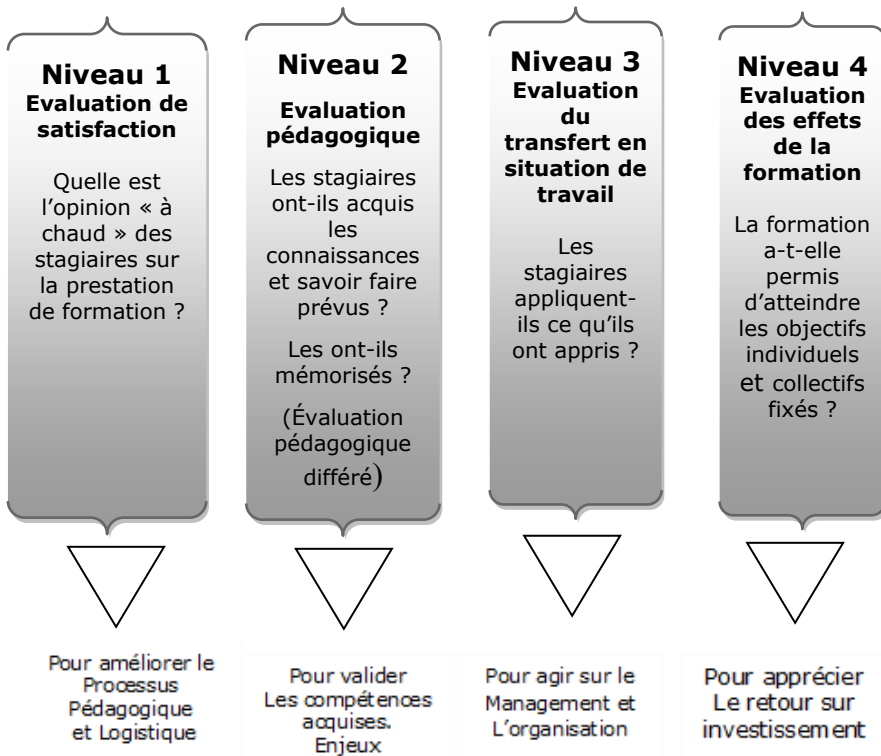 Niveau 1
Evaluation de
satisfaction
Quelle est
l’opinion « à
chaud » des
stagiaires sur
la prestation
de formation ?
Niveau 2
Evaluation
pédagogique
Les stagiaires
ont-ils acquis
les
connaissances
et savoir faire
prévus ?
Les ont-ils
mémorisés ?
(Évaluation
pédagogique
différé)
Niveau 3
Evaluation
du
transfert en
situation de
travail
Les
stagiaires
appliquent-
ils ce qu’ils
ont appris ?
Niveau 4
Evaluation
des effets
de la
formation
La formation
a-t-elle
permis
d’atteindre
les objectifs
individuels
et collectifs
fixés ?
Pour améliorer le
Processus
Pédagogique
et Logistique
Pour valider
Les compétences
acquises.
Enjeux
Pour agir sur le
Management et
L’organisation
Pour apprécier
Le retour sur
investissement